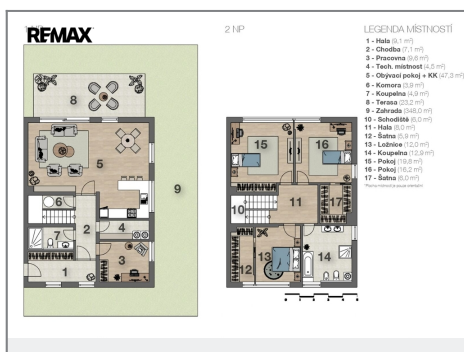 REMAX
2 NP
LEGENDA MÍSTNOSTÍ
1 - Hala (9,1 m²)
2 - Chodba (7,1 m²)
3 - Pracovna (9,6 m²)
4 - Tech. místnost (4,5 m²)
5 - Obývací pokoj + KK (47,3 m²)
6 - Komora (3,9 m²)
7 - Koupelna (4,9 m²)
8 - Terasa (23,2 m²)
9 - Zahrada (348,0 m²)
10 - Schodiště (6,0 m²)
11 - Hala (8,0 m²)
12 - Šatna (5,9 m²)
13 - Ložnice (12,0 m²)
14 - Koupelna (12,9 m²)
15 - Pokoj (19,8 m²)
16 - Pokoj (16,2 m²)
17 - Šatna (6,0 m²)
8
5
9
6
2
7
4
3
1
15
16
10
11
17
12
13
14